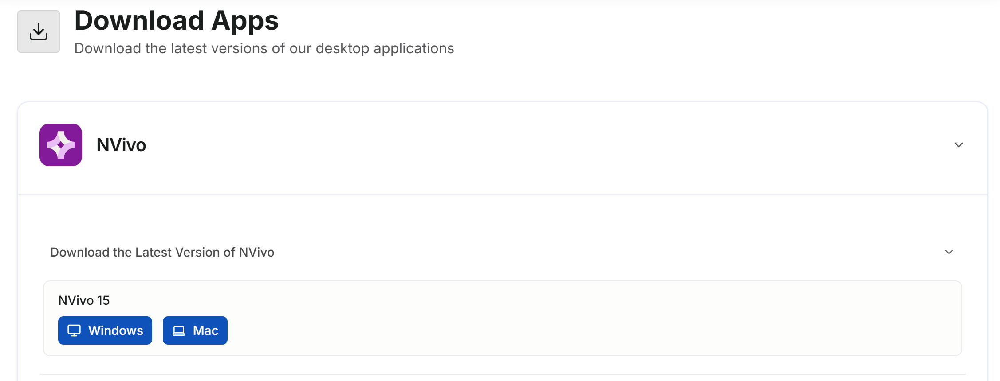 Download Apps
Download the latest versions of our desktop applications
NVivo
Download the Latest Version of NVivo
NVivo 15
Windows
Mac